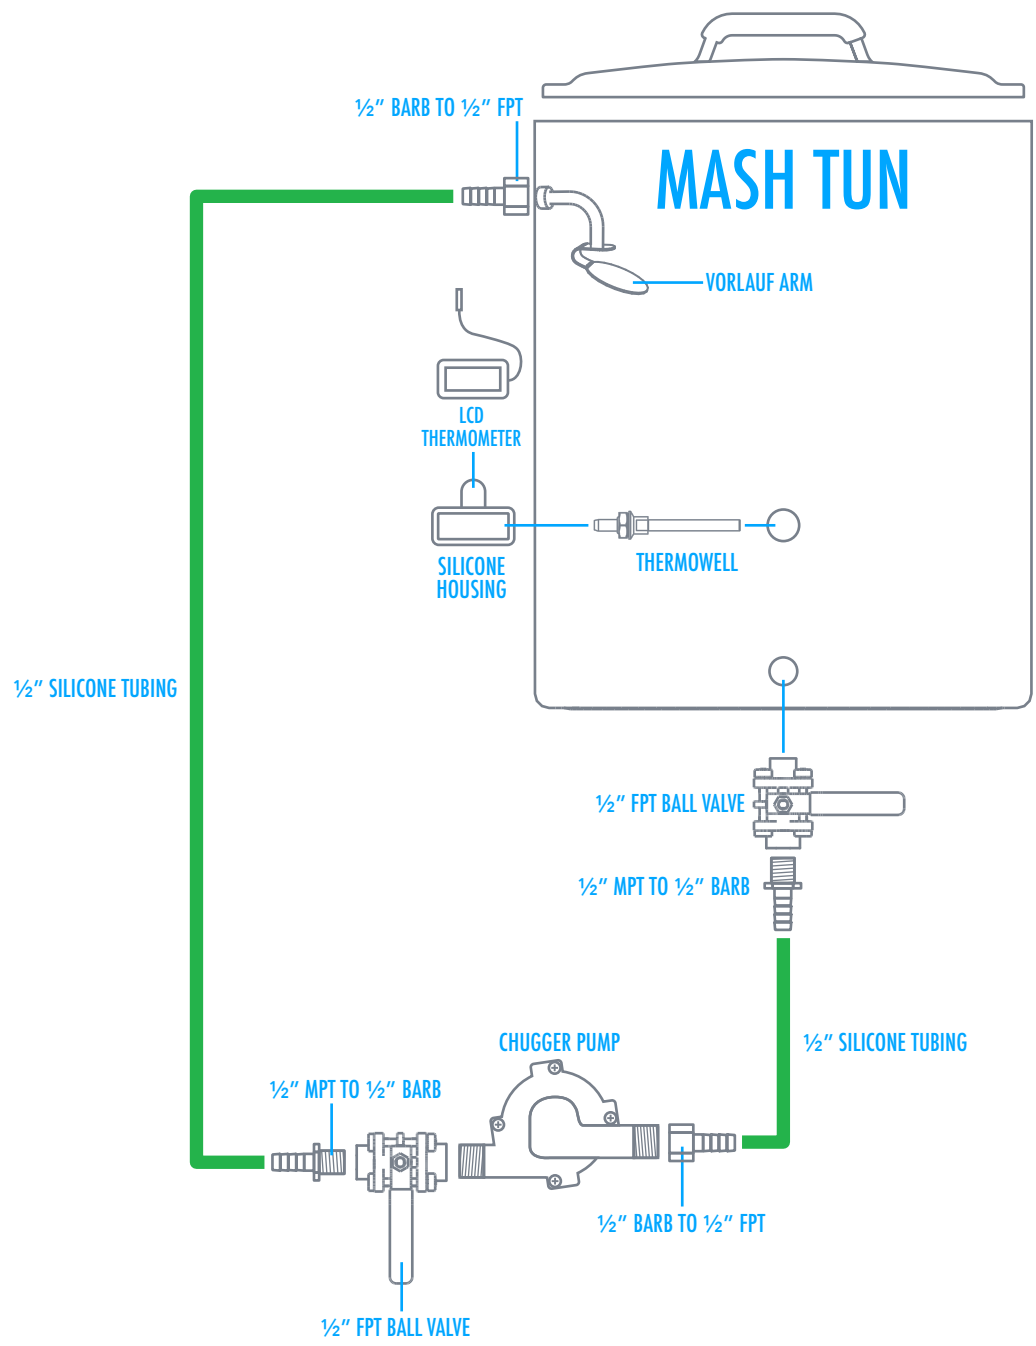 ½" BARB TO ½" FPT
MASH TUN
VORLAUF ARM
LCD
THERMOMETER
SILICONE
HOUSING
THERMOWELL
½" SILICONE TUBING
½" FPT BALL VALVE
½" MPT TO ½" BARB
CHUGGER PUMP
½" SILICONE TUBING
½" MPT TO ½" BARB
½" BARB TO ½" FPT
½" FPT BALL VALVE